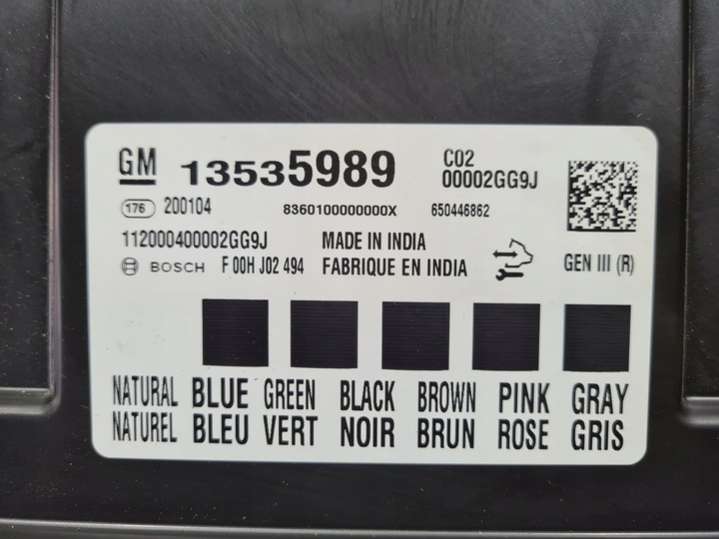 GM 13535989 C02
00002GG9J
176 200104 8360100000000X 650446862
112000400002GG9J MADE IN INDIA
BOSCH F 00H J02 494 FABRIQUE EN INDIA GEN III (R)
NATURAL BLUE GREEN BLACK BROWN PINK GRAY
NATUREL BLEU VERT NOIR BRUN ROSE GRIS